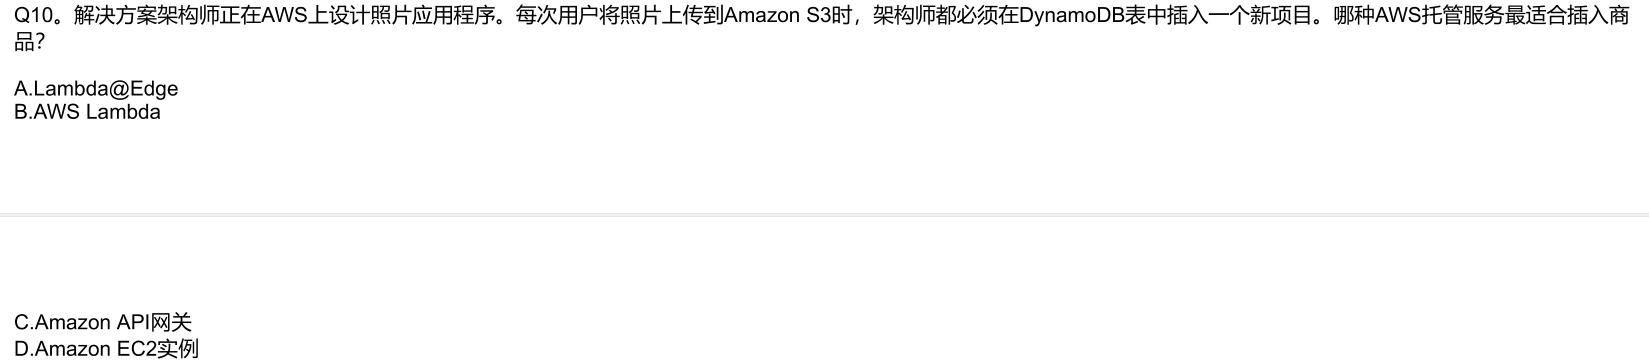 Q10。解决方案架构师正在AWS上设计照片应用程序。每次用户将照片上传到Amazon S3时，架构师都必须在DynamoDB表中插入一个新项目。哪种AWS托管服务最适合插入商
品？
A.Lambda@Edge
B.AWS Lambda
C.Amazon API网关
D.Amazon EC2实例